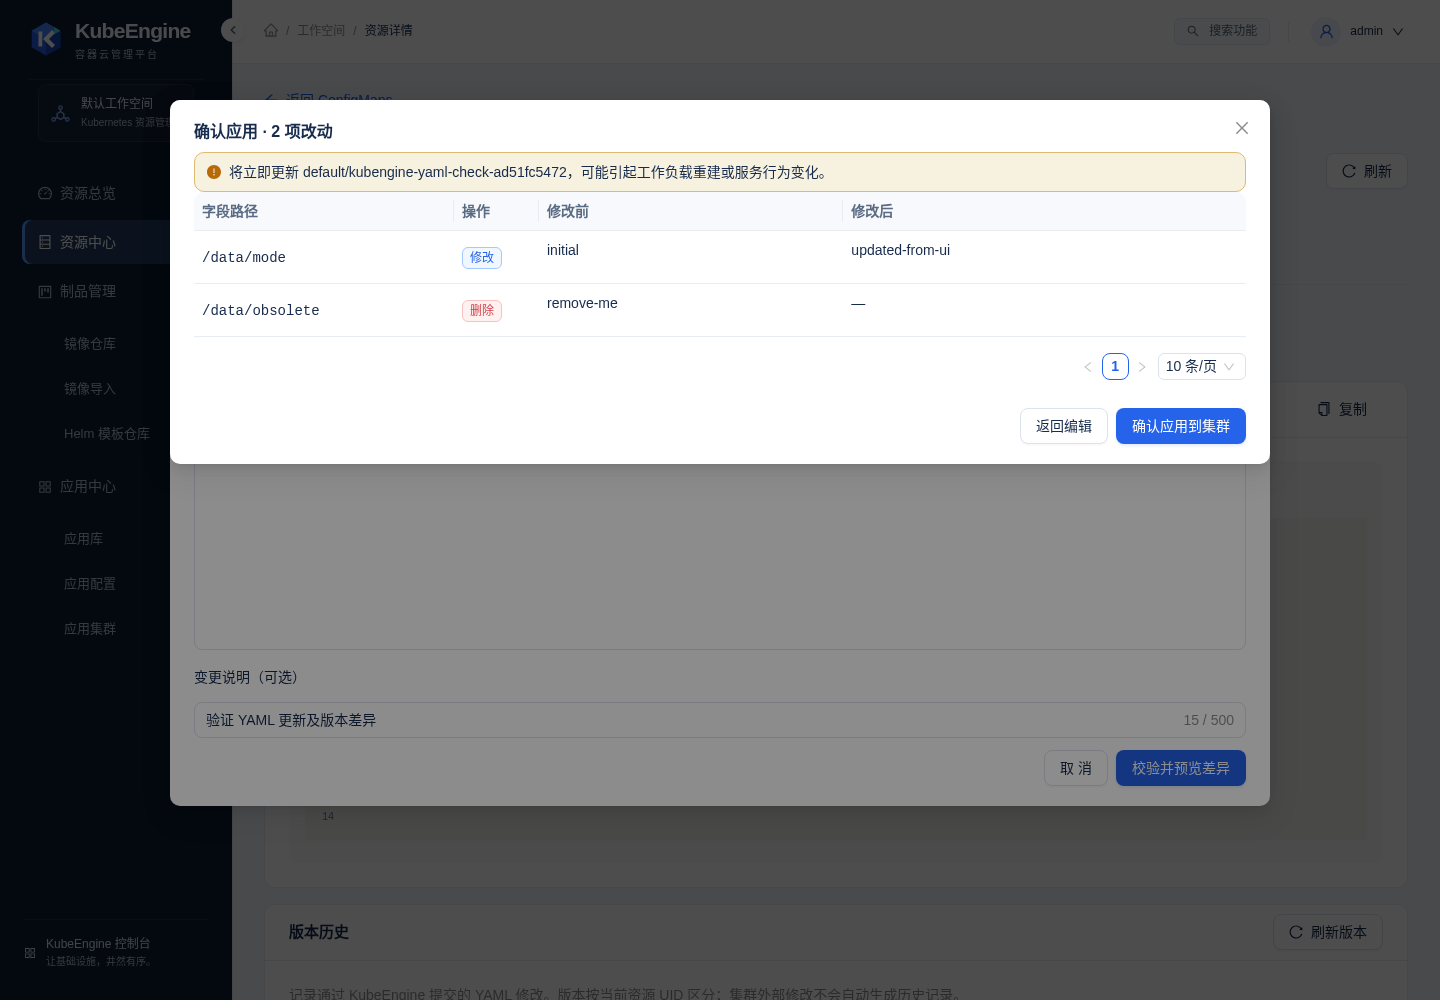 KubeEngine
容器云管理平台
/ 工作空间 / 资源详情
搜索功能
admin
返回 ConfigMaps
默认工作空间
Kubernetes 资源管理
刷新
资源总览
资源中心
制品管理
镜像仓库
镜像导入
Helm 模板仓库
应用中心
应用库
应用配置
应用集群
KubeEngine 控制台
让基础设施，井然有序。
确认应用 · 2 项改动
将立即更新 default/kubengine-yaml-check-ad51fc5472，可能引起工作负载重建或服务行为变化。
字段路径 操作 修改前 修改后
/data/mode 修改 initial updated-from-ui
/data/obsolete 删除 remove-me —
1 10 条/页
返回编辑 确认应用到集群
复制
变更说明（可选）
验证 YAML 更新及版本差异 15 / 500
取 消 校验并预览差异
14
版本历史 刷新版本
记录通过 KubeEngine 提交的 YAML 修改。版本按当前资源 UID 区分；集群外部修改不会自动生成历史记录。